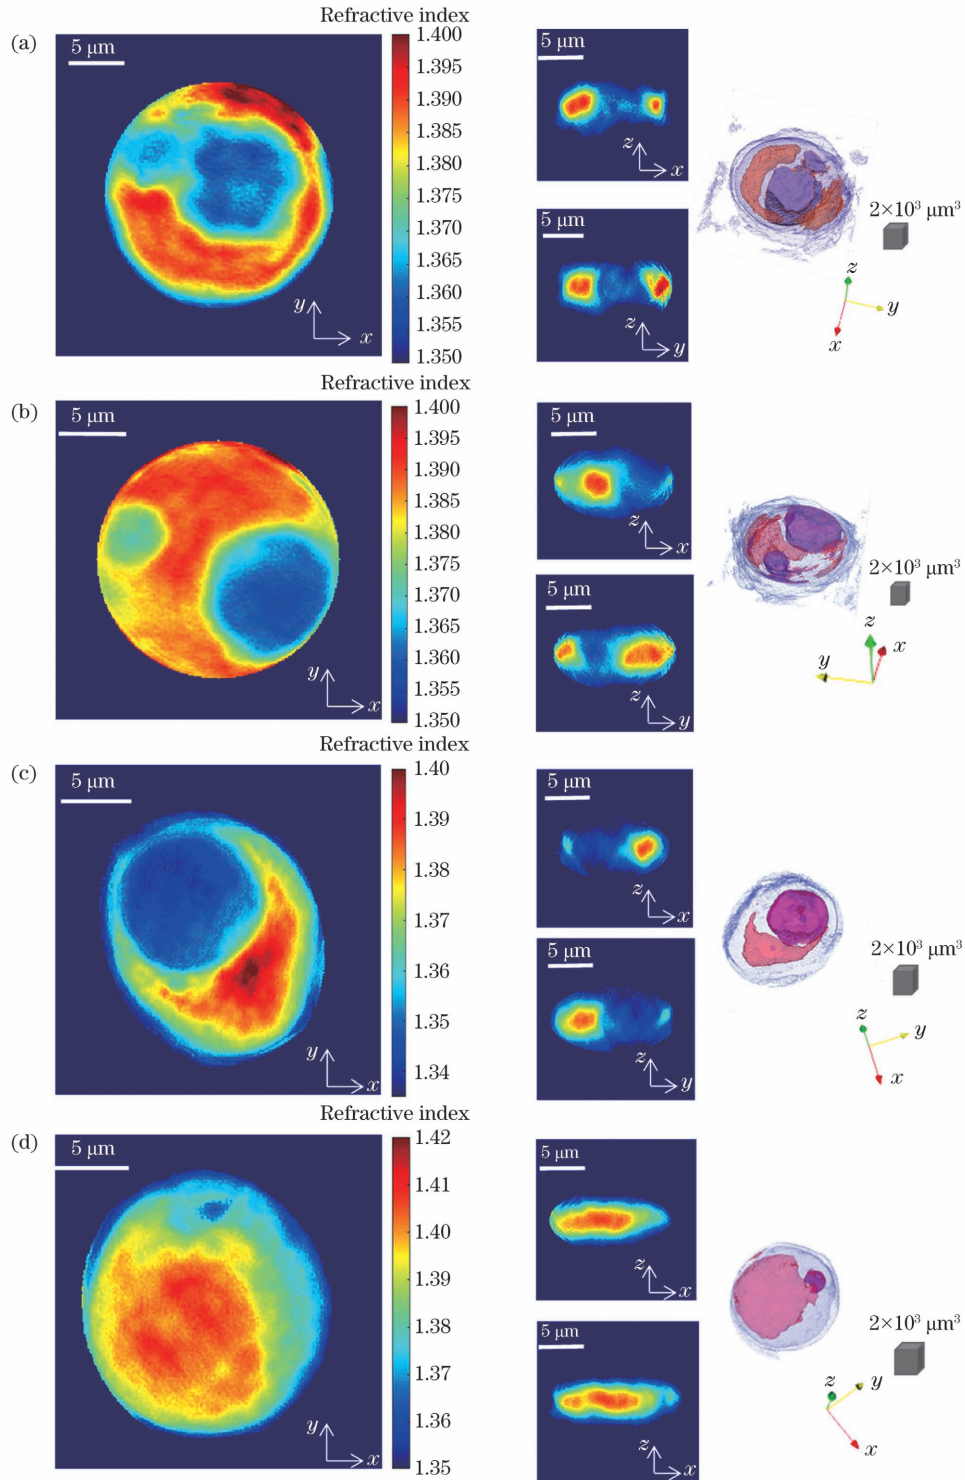 Refractive index
(a)
5 μm
1.400
1.395
1.390
1.385
1.380
1.375
1.370
1.365
1.360
1.355
1.350
y
x
5 μm
z
x
5 μm
z
y
2×10³ μm³
z
y
x
Refractive index
(b)
5 μm
1.400
1.395
1.390
1.385
1.380
1.375
1.370
1.365
1.360
1.355
1.350
y
x
5 μm
z
x
5 μm
z
y
2×10³ μm³
z
x
y
Refractive index
(c)
5 μm
1.40
1.39
1.38
1.37
1.36
1.35
1.34
y
x
5 μm
z
x
5 μm
z
y
2×10³ μm³
z
y
x
Refractive index
(d)
5 μm
1.42
1.41
1.40
1.39
1.38
1.37
1.36
1.35
y
x
5 μm
z
x
5 μm
z
x
2×10³ μm³
z
y
x